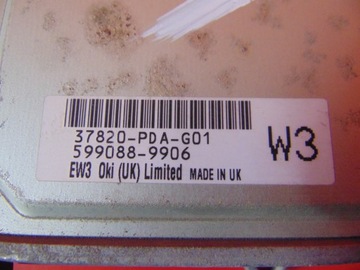 37820-PDA-G01
599088-9906
W3
EW3 Oki (UK) Limited MADE IN UK